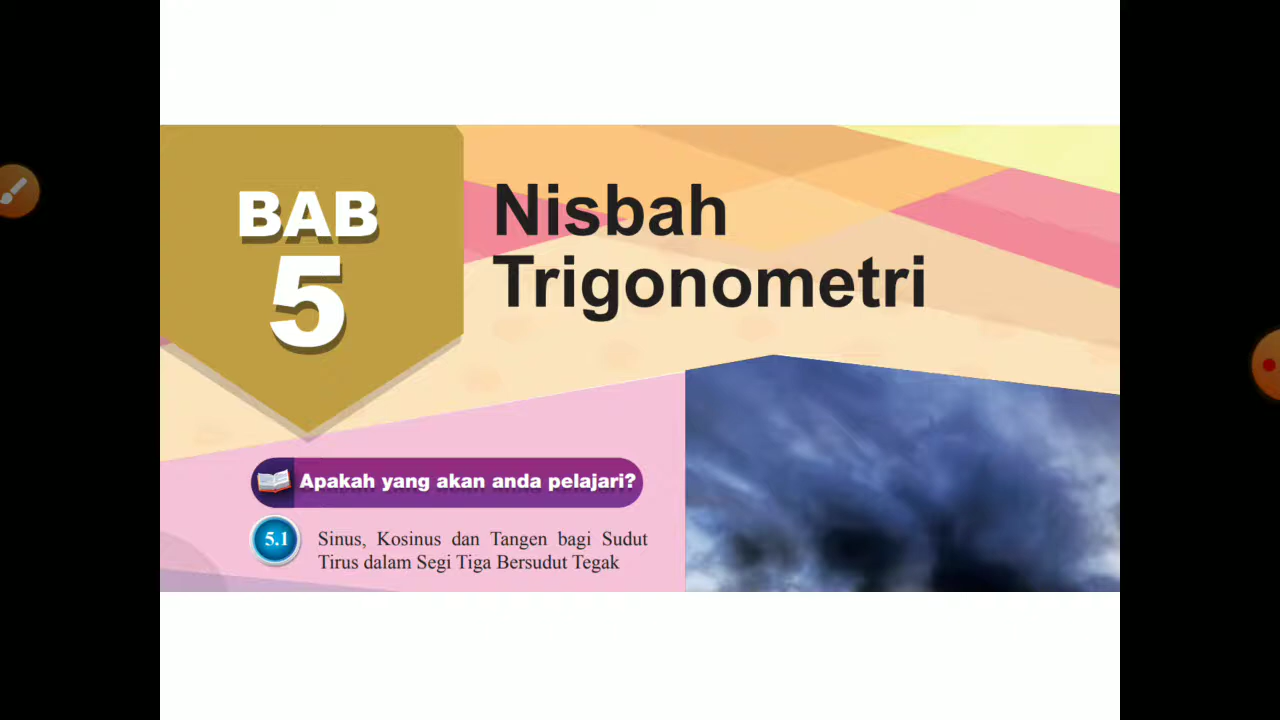 BAB
5
Nisbah
Trigonometri
Apakah yang akan anda pelajari?
5.1
Sinus, Kosinus dan Tangen bagi Sudut
Tirus dalam Segi Tiga Bersudut Tegak